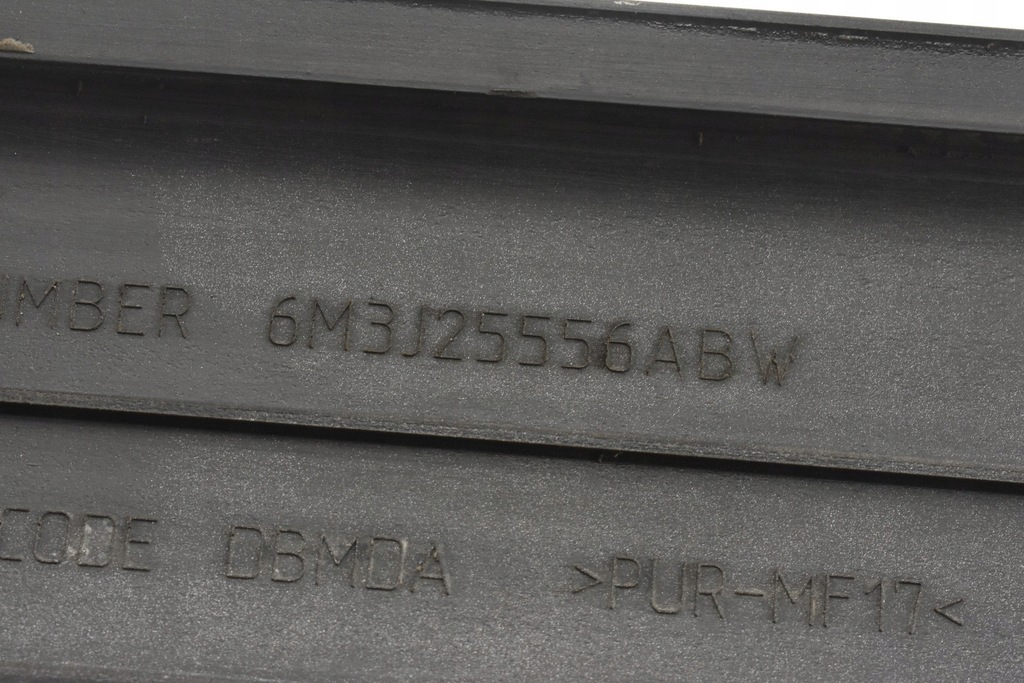 UMBER 6M3J25556ABW
CODE DBMDA >PUR-MF17<